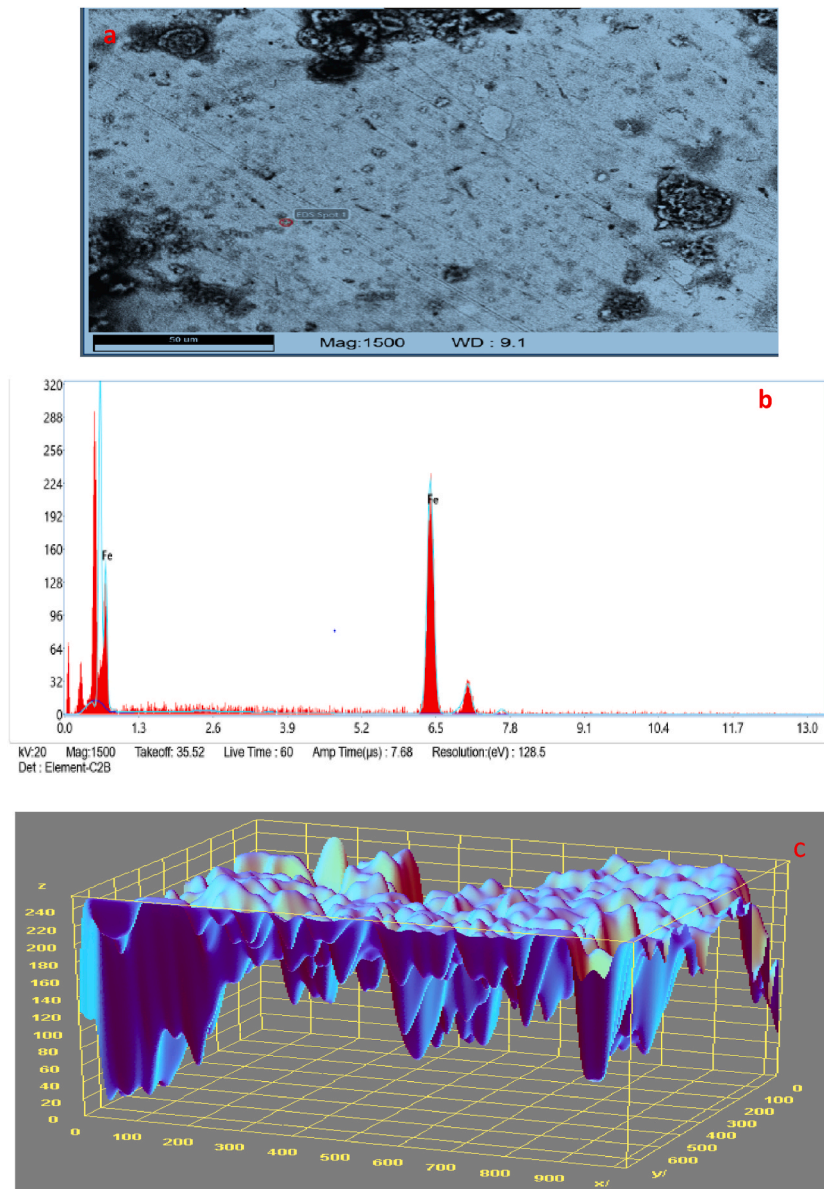 a
EDS Spot 1
50 um Mag:1500 WD : 9.1
b
320
288
256
224
192
160
128
96
64
32
0
Fe
Fe
0.0 1.3 2.6 3.9 5.2 6.5 7.8 9.1 10.4 11.7 13.0
kV:20 Mag:1500 Takeoff: 35.52 Live Time : 60 Amp Time(µs) : 7.68 Resolution:(eV) : 128.5
Det : Element-C2B
c
z
240
220
200
180
160
140
120
100
80
60
40
20
0
0 100 200 300 400 500 600 700 800 900 x/
0
100
200
300
400
500
600
y/